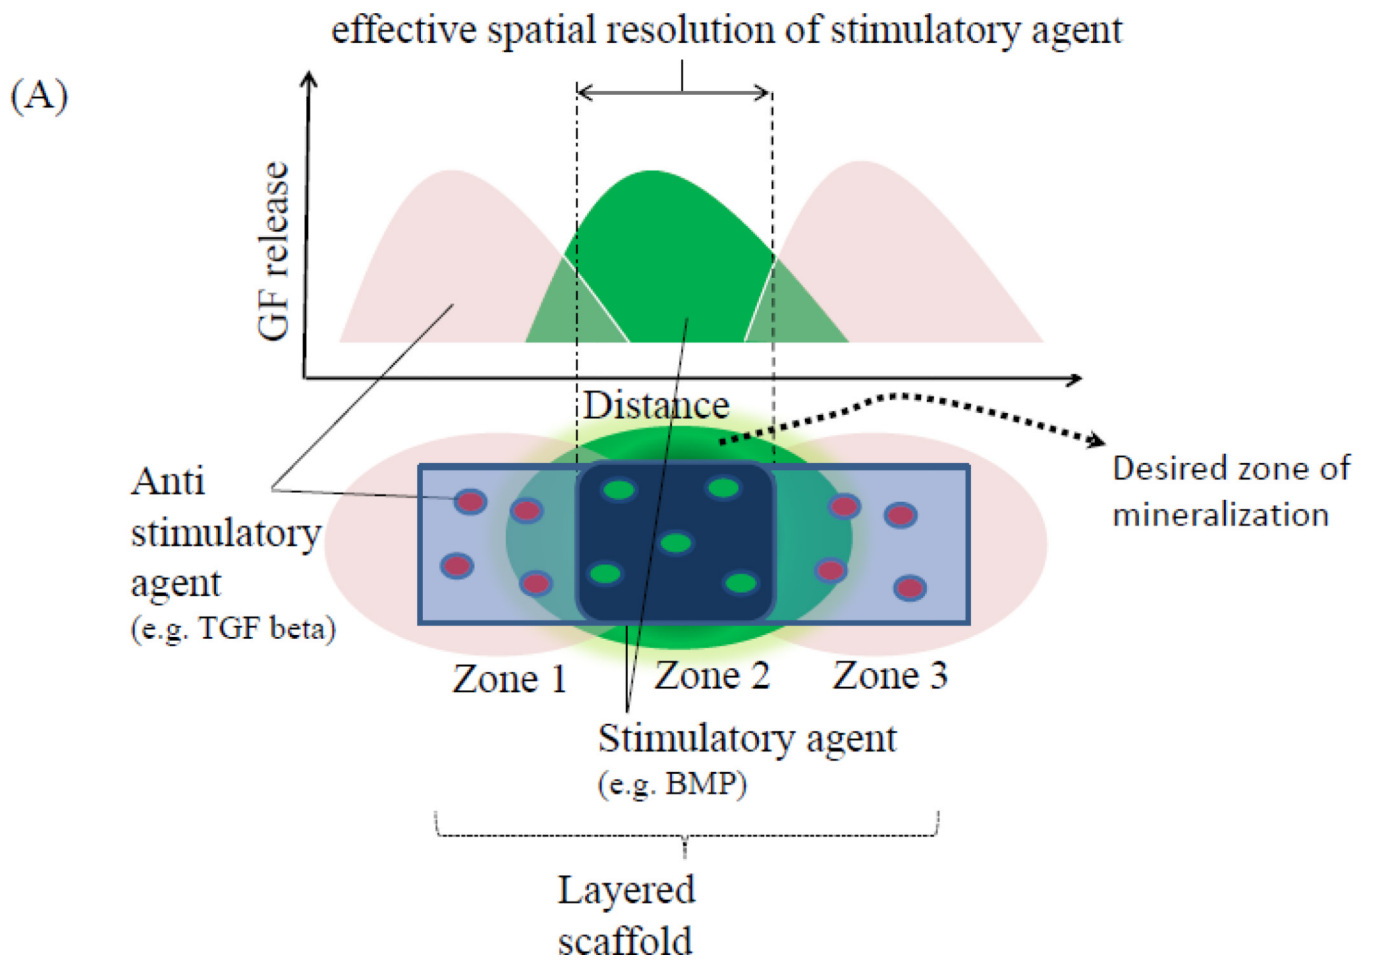 effective spatial resolution of stimulatory agent
(A)
GF release
Distance
Desired zone of
mineralization
Anti
stimulatory
agent
(e.g. TGF beta)
Zone 1
Zone 2
Zone 3
Stimulatory agent
(e.g. BMP)
Layered
scaffold